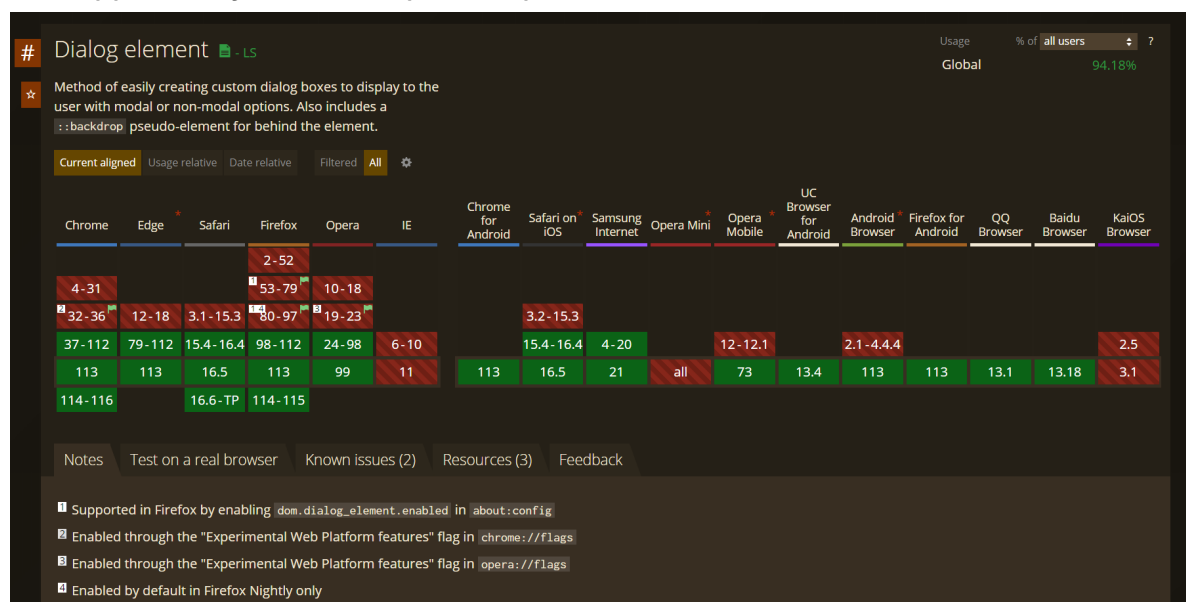 #
☆
Dialog element - LS
Usage % of all users ?
Global 94.18%
Method of easily creating custom dialog boxes to display to the
user with modal or non-modal options. Also includes a
::backdrop pseudo-element for behind the element.
Current aligned Usage relative Date relative Filtered All
Chrome Edge * Safari Firefox Opera IE Chrome for Android Safari on iOS * Samsung Internet Opera Mini * Opera Mobile * UC Browser for Android Android Browser * Firefox for Android QQ Browser Baidu Browser KaiOS Browser
2-52
4-31 1 53-79 10-18
2 32-36 12-18 3.1-15.3 1 4 80-97 3 19-23 3.2-15.3
37-112 79-112 15.4-16.4 98-112 24-98 6-10 15.4-16.4 4-20 12-12.1 2.1-4.4.4 2.5
113 113 16.5 113 99 11 113 16.5 21 all 73 13.4 113 113 13.1 13.18 3.1
114-116 16.6-TP 114-115
Notes Test on a real browser Known issues (2) Resources (3) Feedback
1 Supported in Firefox by enabling dom.dialog_element.enabled in about:config
2 Enabled through the "Experimental Web Platform features" flag in chrome://flags
3 Enabled through the "Experimental Web Platform features" flag in opera://flags
4 Enabled by default in Firefox Nightly only